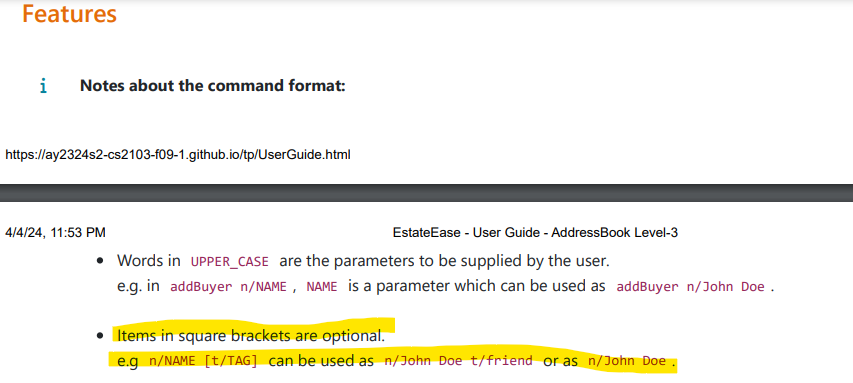 Features
i Notes about the command format:
https://ay2324s2-cs2103-f09-1.github.io/tp/UserGuide.html
4/4/24, 11:53 PM EstateEase - User Guide - AddressBook Level-3
• Words in UPPER_CASE are the parameters to be supplied by the user.
e.g. in addBuyer n/NAME , NAME is a parameter which can be used as addBuyer n/John Doe .
• Items in square brackets are optional.
e.g n/NAME [t/TAG] can be used as n/John Doe t/friend or as n/John Doe .